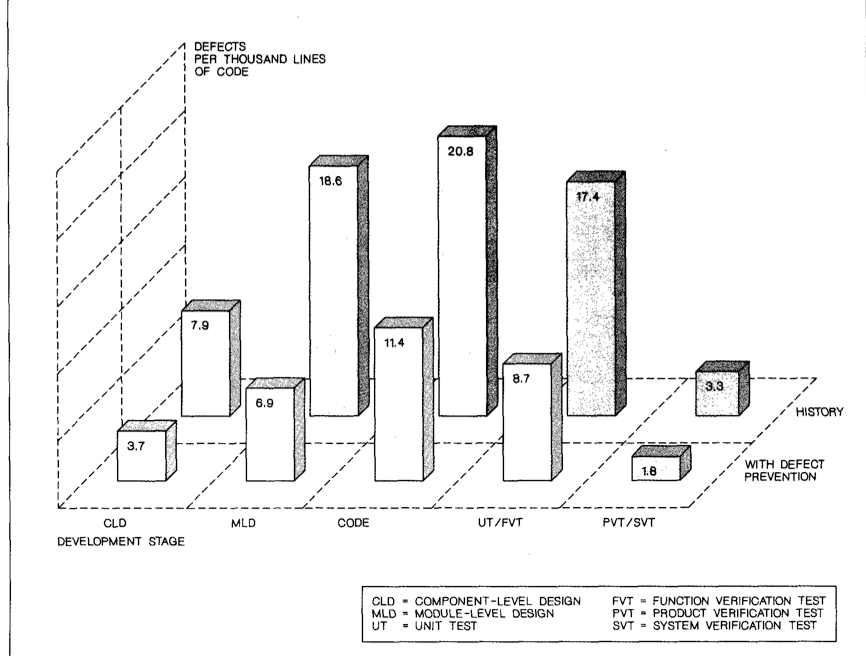 DEFECTS
PER THOUSAND LINES
OF CODE
20.8
18.6
17.4
7.9
11.4
8.7
6.9
3.3
HISTORY
3.7
1.8
WITH DEFECT
PREVENTION
CLD MLD CODE UT/FVT PVT/SVT
DEVELOPMENT STAGE
CLD = COMPONENT-LEVEL DESIGN
MLD = MODULE-LEVEL DESIGN
UT = UNIT TEST
FVT = FUNCTION VERIFICATION TEST
PVT = PRODUCT VERIFICATION TEST
SVT = SYSTEM VERIFICATION TEST